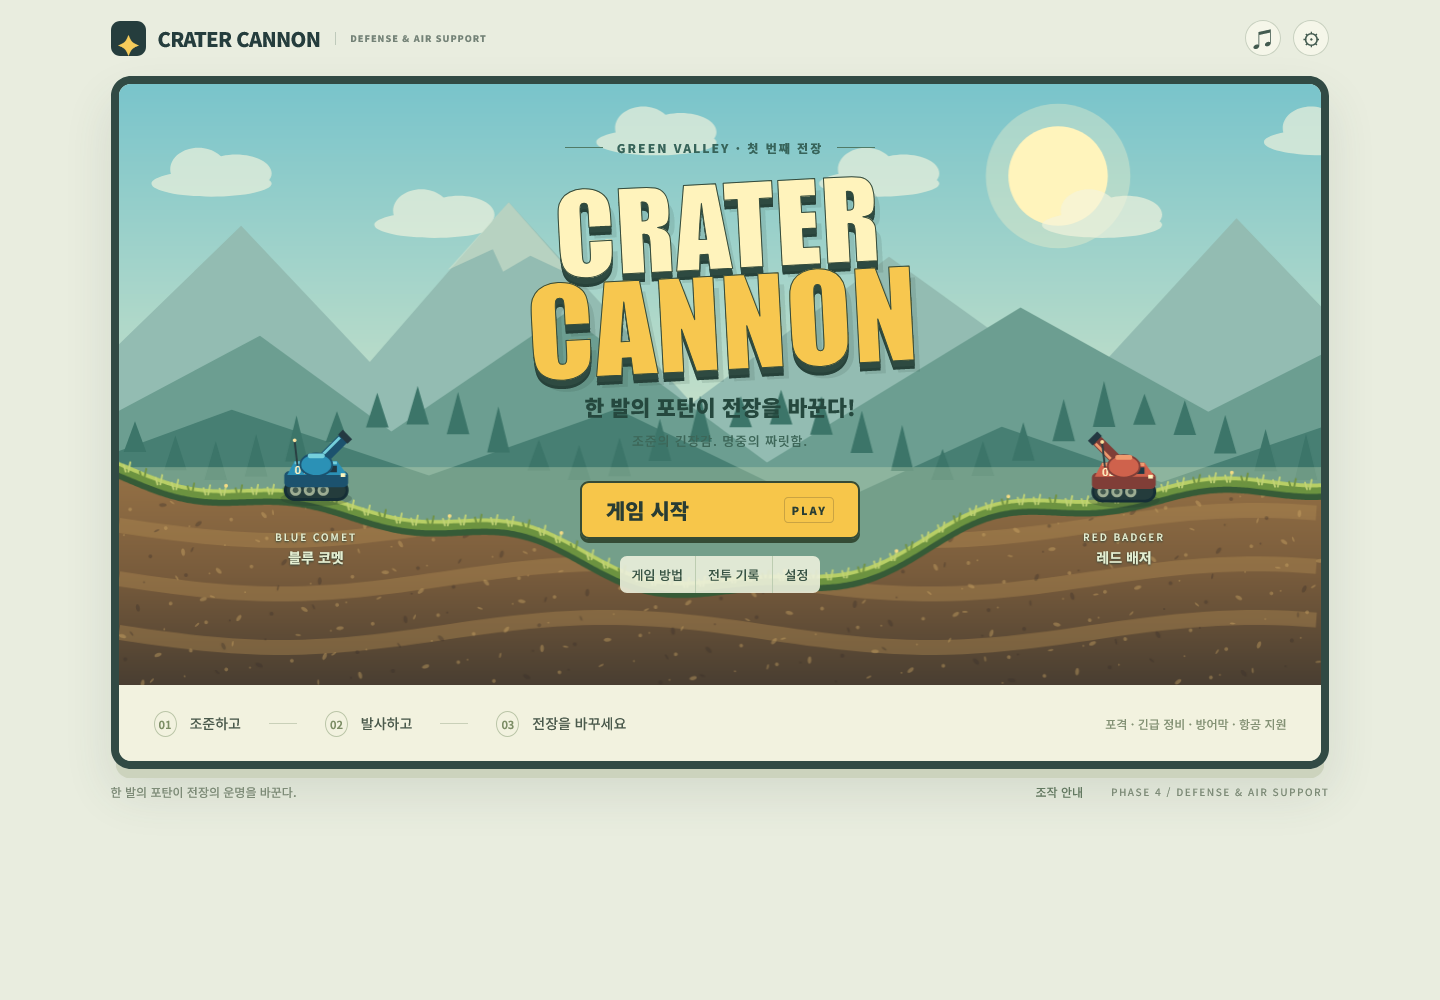 CRATER CANNON
DEFENSE & AIR SUPPORT
GREEN VALLEY · 첫 번째 전장
CRATER
CANNON
한 발의 포탄이 전장을 바꾼다!
조준의 긴장감. 명중의 짜릿함.
게임 시작 PLAY
게임 방법 전투 기록 설정
BLUE COMET
블루 코멧
RED BADGER
레드 배저
01 조준하고
02 발사하고
03 전장을 바꾸세요
포격 · 긴급 정비 · 방어막 · 항공 지원
한 발의 포탄이 전장의 운명을 바꾼다.
조작 안내
PHASE 4 / DEFENSE & AIR SUPPORT